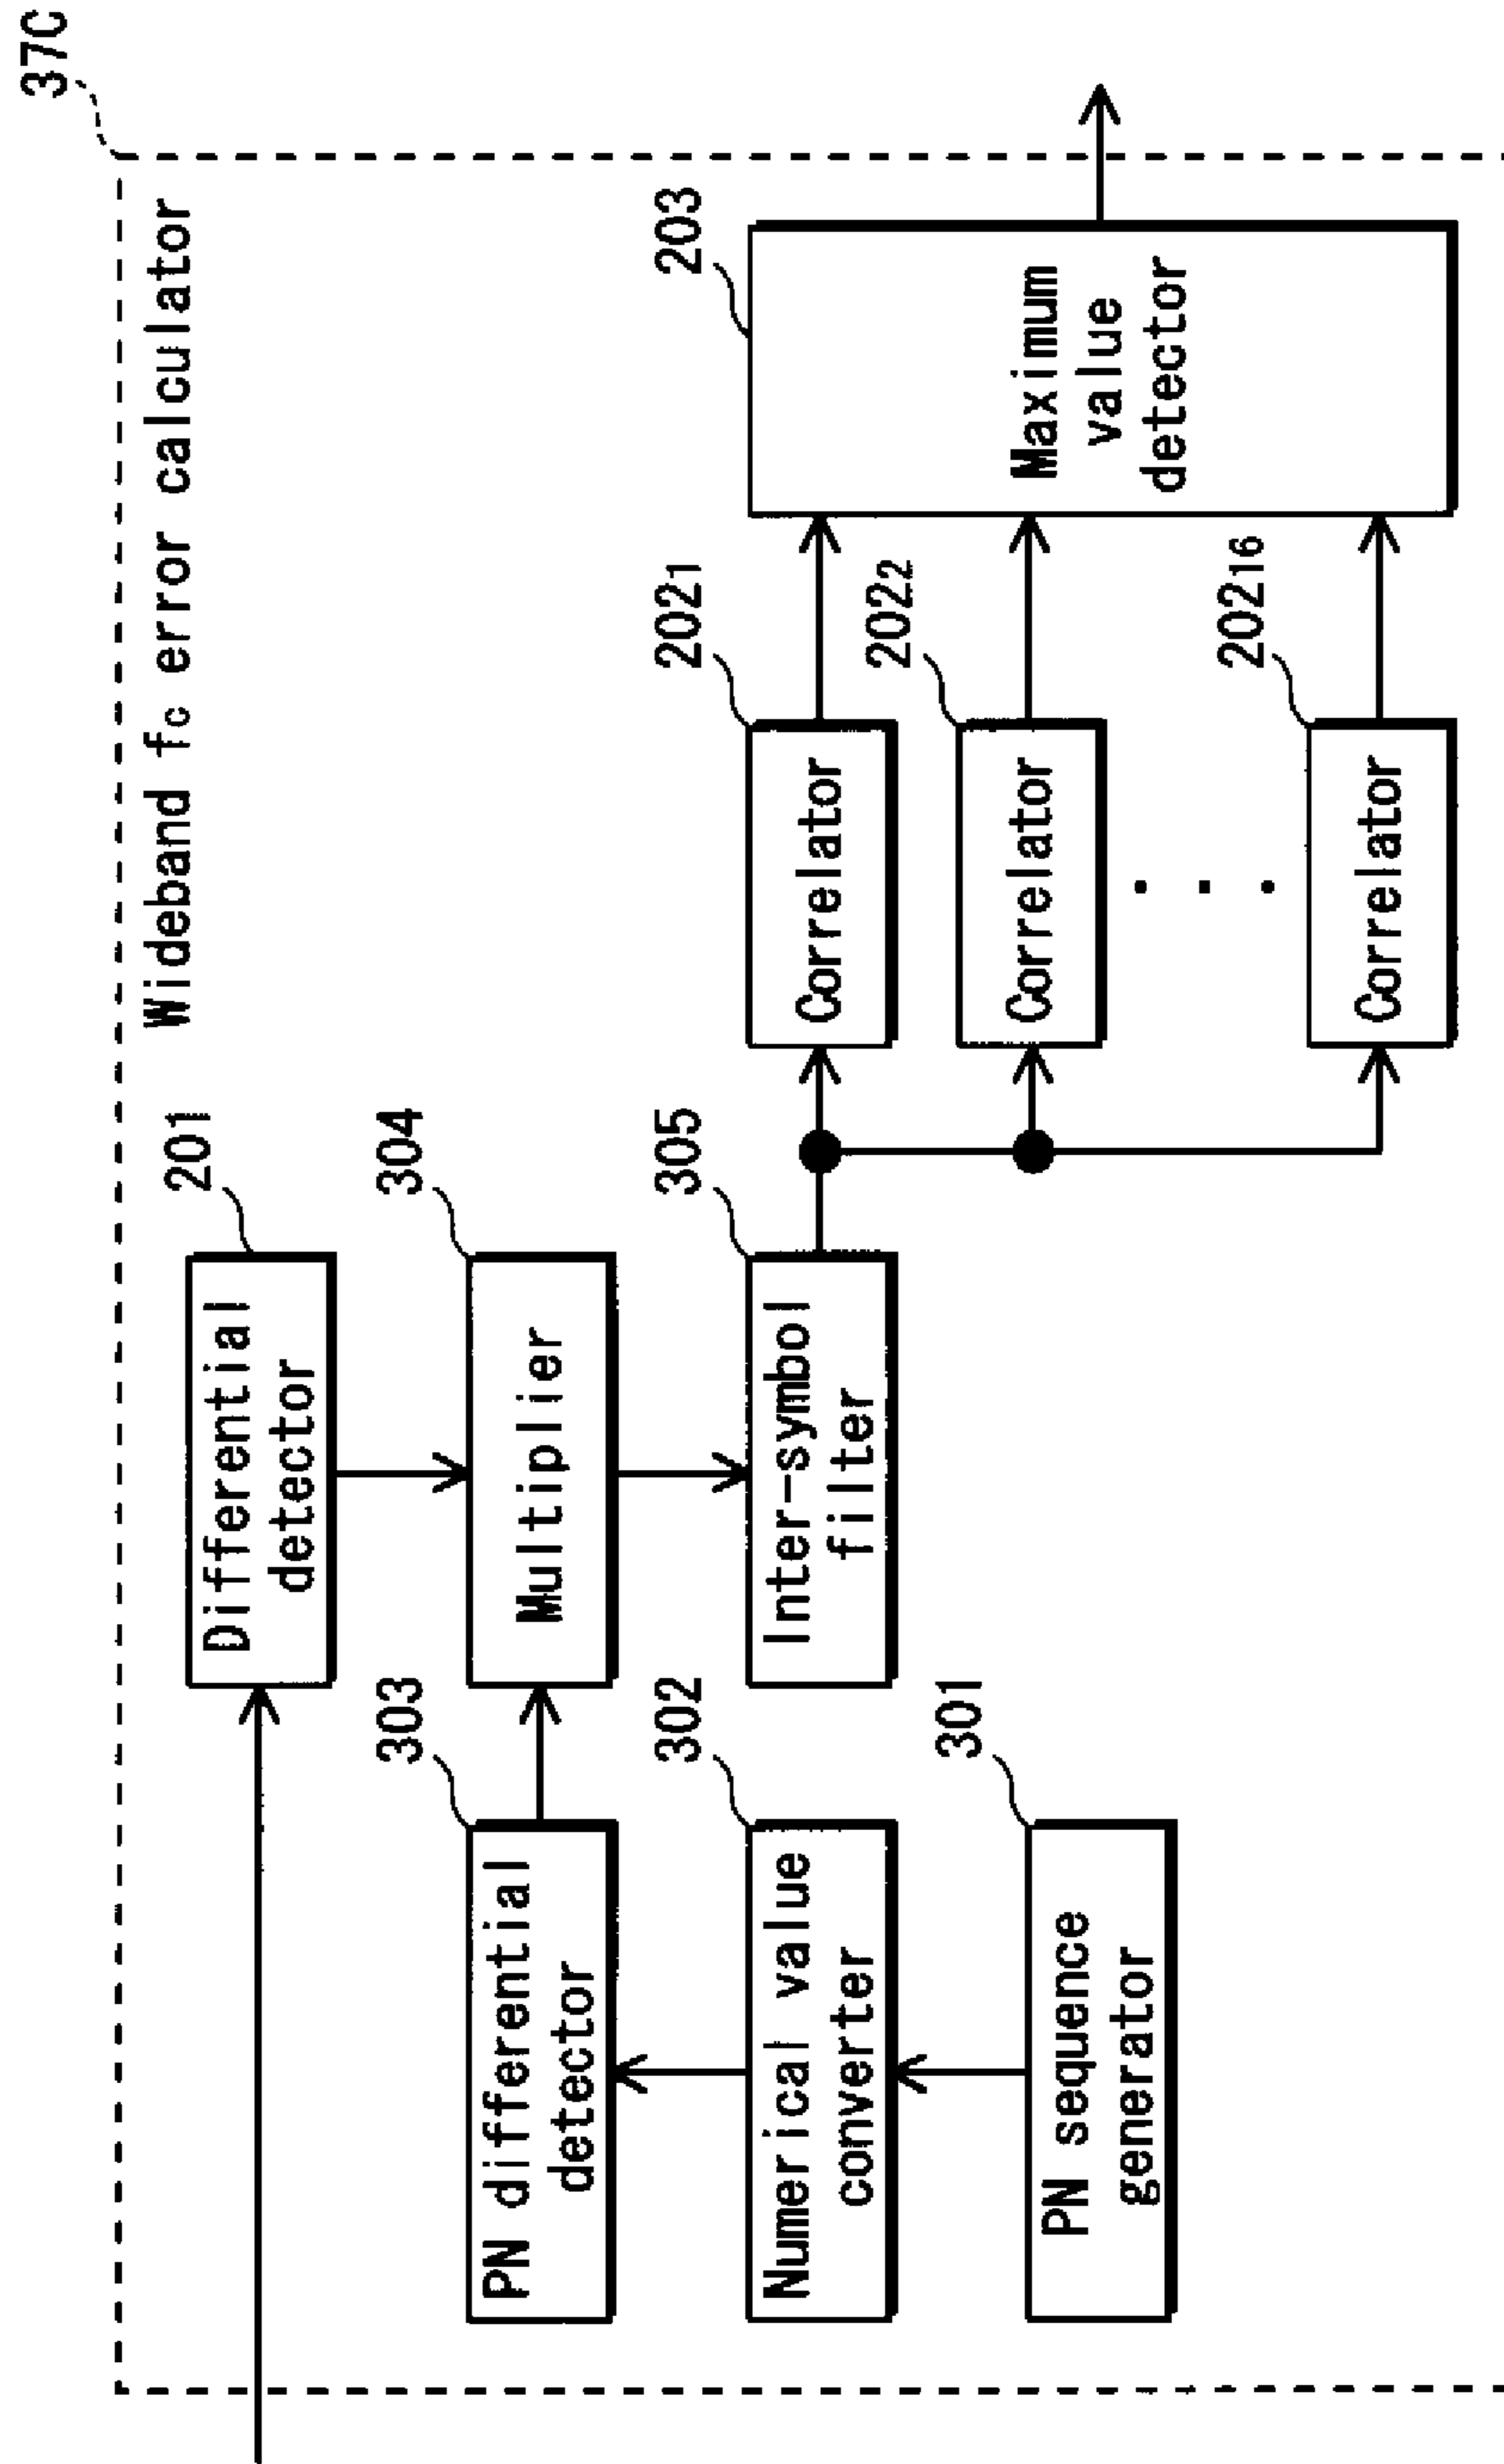 37C
Wideband fc error calculator
201
Differential
detector
303
PN differential
detector
304
Multiplier
302
Numerical value
converter
305
Inter-symbol
filter
2021
Correlator
203
Maximum
value
detector
2022
Correlator
301
PN sequence
generator
. . .
20216
Correlator